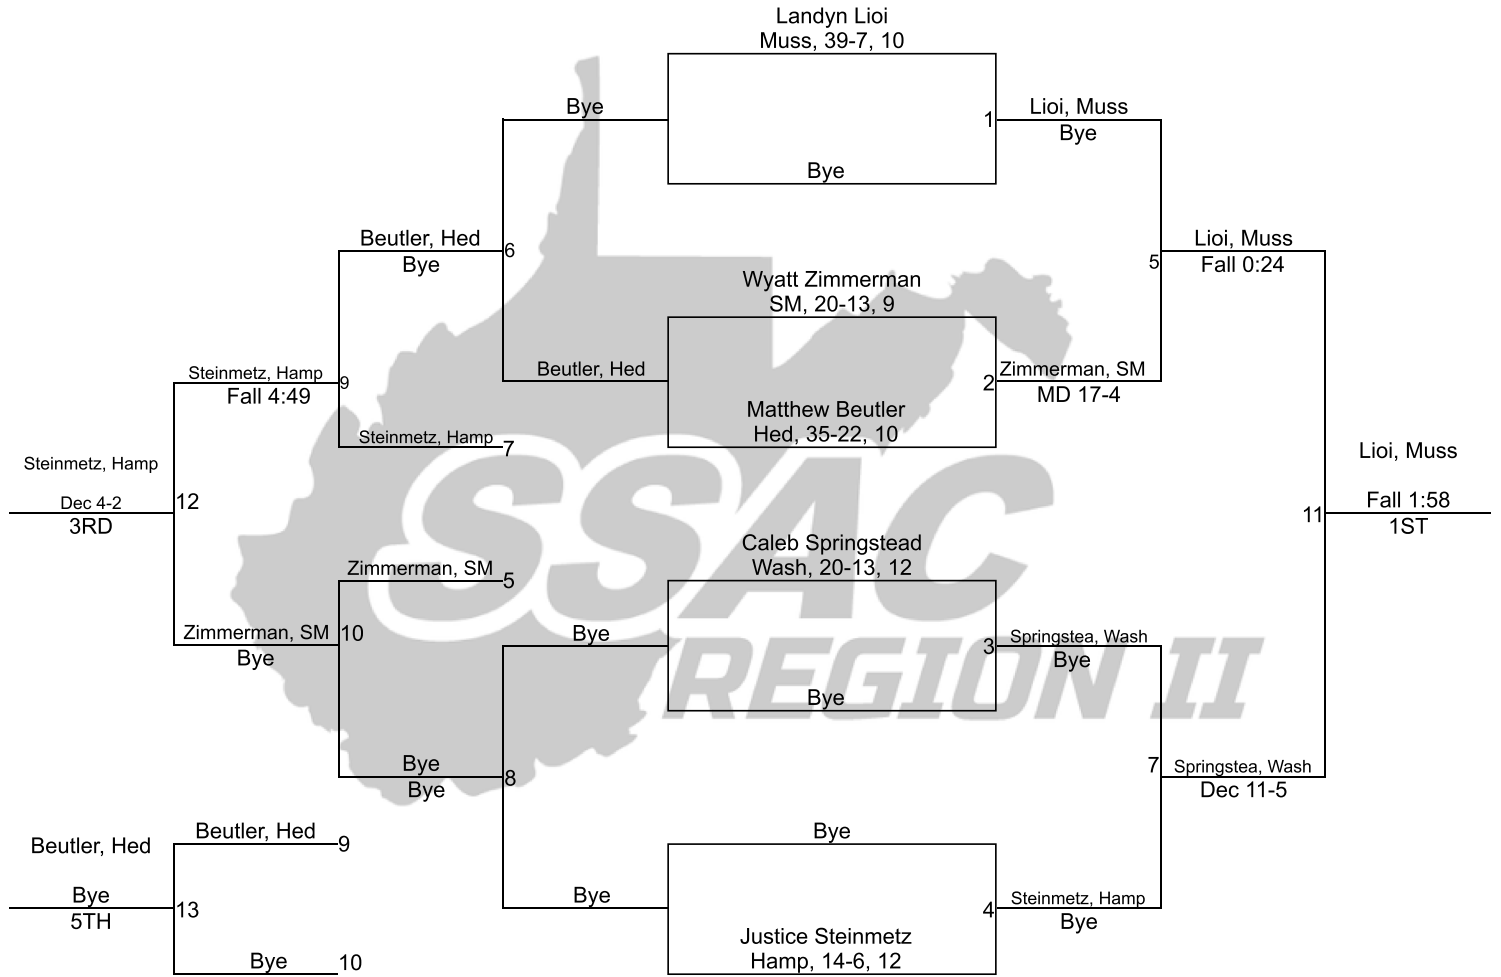 Landyn Lioi
Muss, 39-7, 10
Bye
1
Lioi, Muss
Bye
Bye
Beutler, Hed
6
Bye
Lioi, Muss
5
Fall 0:24
Wyatt Zimmerman
SM, 20-13, 9
Steinmetz, Hamp
9
Fall 4:49
Beutler, Hed
2
Zimmerman, SM
MD 17-4
Matthew Beutler
Hed, 35-22, 10
Steinmetz, Hamp
7
Steinmetz, Hamp
Dec 4-2
12
3RD
Lioi, Muss
Fall 1:58
11
1ST
SSAC
REGION II
Caleb Springstead
Wash, 20-13, 12
Zimmerman, SM
5
Zimmerman, SM
10
Bye
Bye
3
Springstea, Wash
Bye
Bye
Bye
8
Bye
7
Springstea, Wash
Dec 11-5
Beutler, Hed
9
Beutler, Hed
Bye
13
5TH
Bye
10
Bye
Bye
4
Steinmetz, Hamp
Bye
Justice Steinmetz
Hamp, 14-6, 12